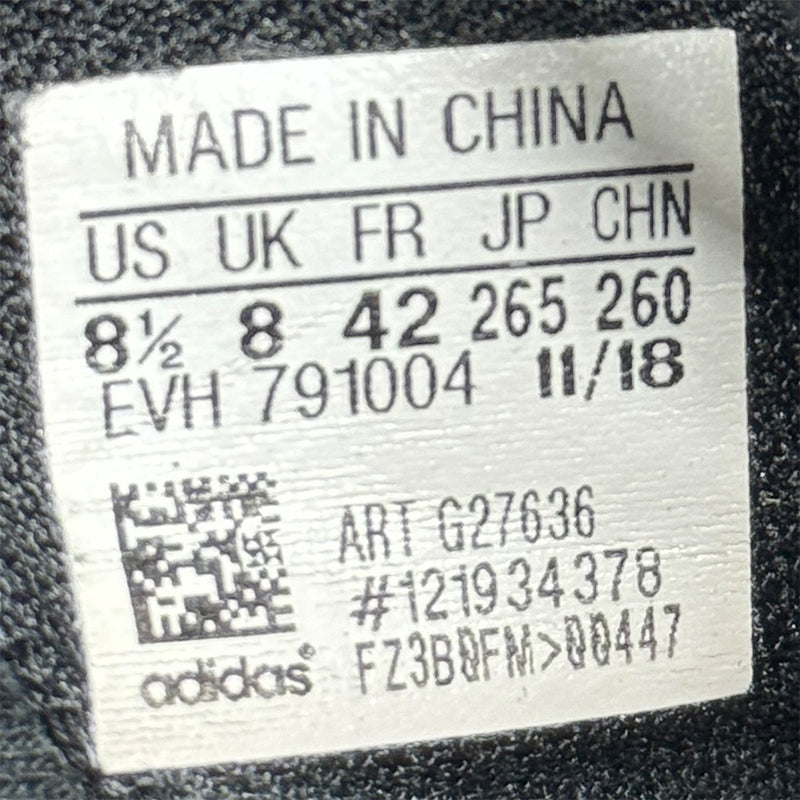 MADE IN CHINA
US UK FR JP CHN
8½ 8 42 265 260
EVH 791004 11/18
ART G27636
#121934378
FZ3B0FM>00447
adidas®